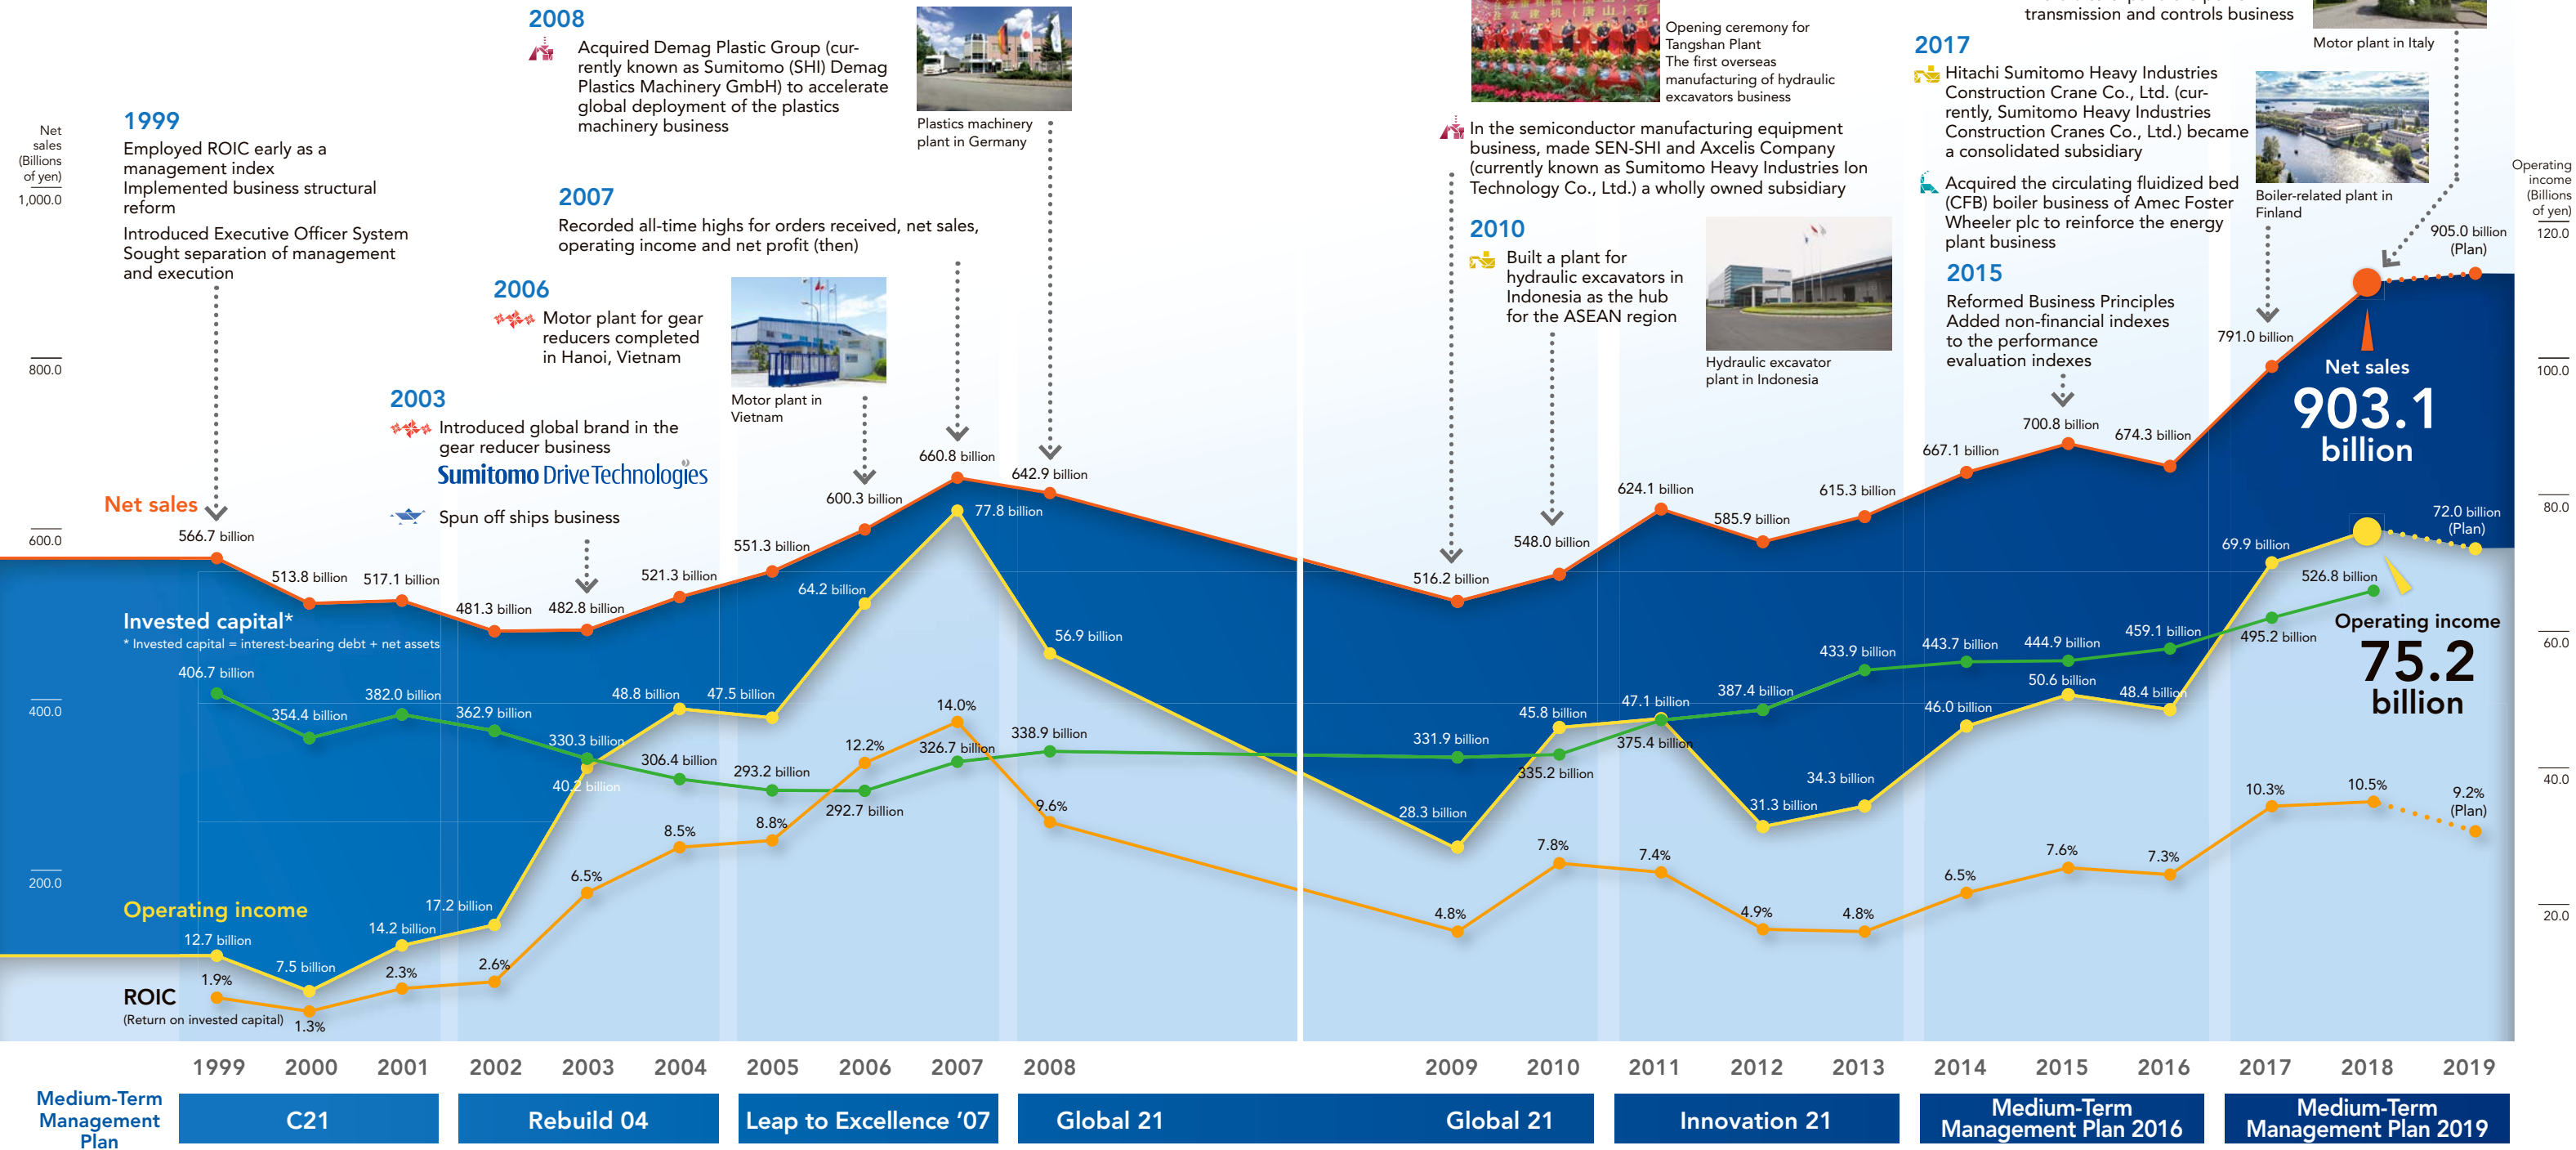 2008
Acquired Demag Plastic Group (cur-
rently known as Sumitomo (SHI) Demag
Plastics Machinery GmbH) to accelerate
global deployment of the plastics
machinery business
Plastics machinery
plant in Germany
1999
Employed ROIC early as a
management index
Implemented business structural
reform
Introduced Executive Officer System
Sought separation of management
and execution
2007
Recorded all-time highs for orders received, net sales,
operating income and net profit (then)
2006
Motor plant for gear
reducers completed
in Hanoi, Vietnam
Motor plant in
Vietnam
2003
Introduced global brand in the
gear reducer business
Sumitomo Drive Technologies
Spun off ships business
Opening ceremony for
Tangshan Plant
The first overseas
manufacturing of hydraulic
excavators business
In the semiconductor manufacturing equipment
business, made SEN-SHI and Axcelis Company
(currently known as Sumitomo Heavy Industries Ion
Technology Co., Ltd.) a wholly owned subsidiary
2010
Built a plant for
hydraulic excavators in
Indonesia as the hub
for the ASEAN region
Hydraulic excavator
plant in Indonesia
transmission and controls business
Motor plant in Italy
2017
Hitachi Sumitomo Heavy Industries
Construction Crane Co., Ltd. (cur-
rently, Sumitomo Heavy Industries
Construction Cranes Co., Ltd.) became
a consolidated subsidiary
Acquired the circulating fluidized bed
(CFB) boiler business of Amec Foster
Wheeler plc to reinforce the energy
plant business
Boiler-related plant in
Finland
2015
Reformed Business Principles
Added non-financial indexes
to the performance
evaluation indexes
Net
sales
(Billions
of yen)
1,000.0
800.0
600.0
400.0
200.0
Operating
income
(Billions
of yen)
120.0
100.0
80.0
60.0
40.0
20.0
Net sales
566.7 billion
513.8 billion
517.1 billion
481.3 billion
482.8 billion
521.3 billion
551.3 billion
600.3 billion
660.8 billion
642.9 billion
516.2 billion
548.0 billion
624.1 billion
585.9 billion
615.3 billion
667.1 billion
700.8 billion
674.3 billion
791.0 billion
Net sales
903.1
billion
905.0 billion
(Plan)
Invested capital*
* Invested capital = interest-bearing debt + net assets
406.7 billion
354.4 billion
382.0 billion
362.9 billion
330.3 billion
306.4 billion
293.2 billion
292.7 billion
326.7 billion
338.9 billion
331.9 billion
335.2 billion
375.4 billion
387.4 billion
433.9 billion
443.7 billion
444.9 billion
459.1 billion
495.2 billion
526.8 billion
Operating income
12.7 billion
7.5 billion
14.2 billion
17.2 billion
40.2 billion
48.8 billion
47.5 billion
64.2 billion
77.8 billion
56.9 billion
28.3 billion
45.8 billion
47.1 billion
31.3 billion
34.3 billion
46.0 billion
50.6 billion
48.4 billion
69.9 billion
Operating income
75.2
billion
72.0 billion
(Plan)
ROIC
(Return on invested capital)
1.9%
1.3%
2.3%
2.6%
6.5%
8.5%
8.8%
12.2%
14.0%
9.6%
4.8%
7.8%
7.4%
4.9%
4.8%
6.5%
7.6%
7.3%
10.3%
10.5%
9.2%
(Plan)
1999 2000 2001 2002 2003 2004 2005 2006 2007 2008 2009 2010 2011 2012 2013 2014 2015 2016 2017 2018 2019
Medium-Term
Management
Plan
C21
Rebuild 04
Leap to Excellence ’07
Global 21
Global 21
Innovation 21
Medium-Term
Management Plan 2016
Medium-Term
Management Plan 2019